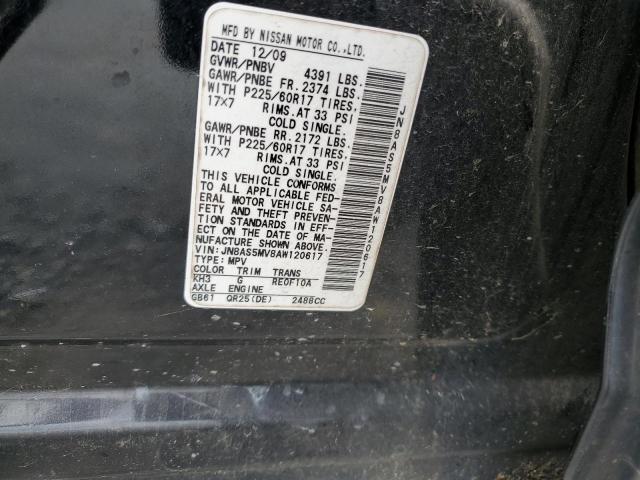 MFD BY NISSAN MOTOR CO.,LTD.
DATE 12/09
GVWR/PNBV 4391 LBS.
GAWR/PNBE FR. 2374 LBS.
WITH P225/60R17 TIRES,
17X7 RIMS.AT 33 PSI
COLD SINGLE.
GAWR/PNBE RR. 2172 LBS.
WITH P225/60R17 TIRES,
17X7 RIMS.AT 33 PSI
COLD SINGLE.
THIS VEHICLE CONFORMS
TO ALL APPLICABLE FED-
ERAL MOTOR VEHICLE SA-
FETY AND THEFT PREVEN-
TION STANDARDS IN EFF-
ECT ON THE DATE OF MA-
NUFACTURE SHOWN ABOVE.
VIN: JN8AS5MV8AW120617
TYPE: MPV
COLOR TRIM TRANS
KH3 G RE0F10A
AXLE ENGINE
GB61 QR25(DE) 2488CC
JN8AS5MV8AW120617